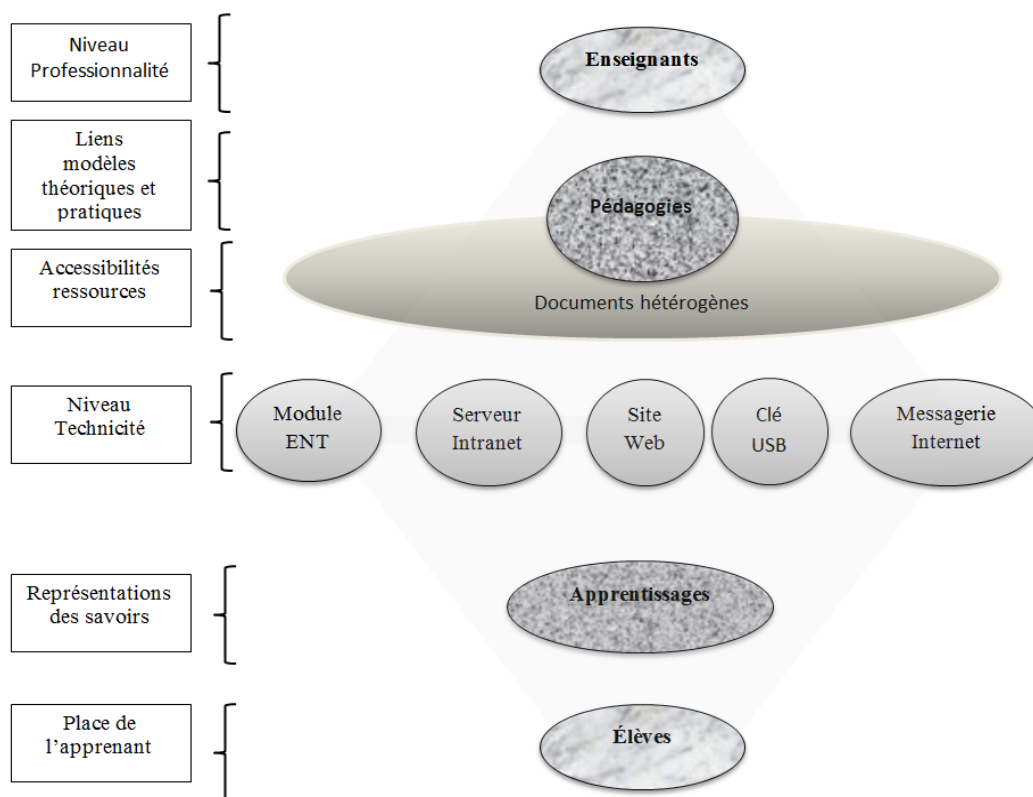 Niveau
Professionnalité
Enseignants
Liens
modèles
théoriques et
pratiques
Pédagogies
Accessibilités
ressources
Documents hétérogènes
Niveau
Technicité
Module
ENT
Serveur
Intranet
Site
Web
Clé
USB
Messagerie
Internet
Représentations
des savoirs
Apprentissages
Place de
l’apprenant
Élèves